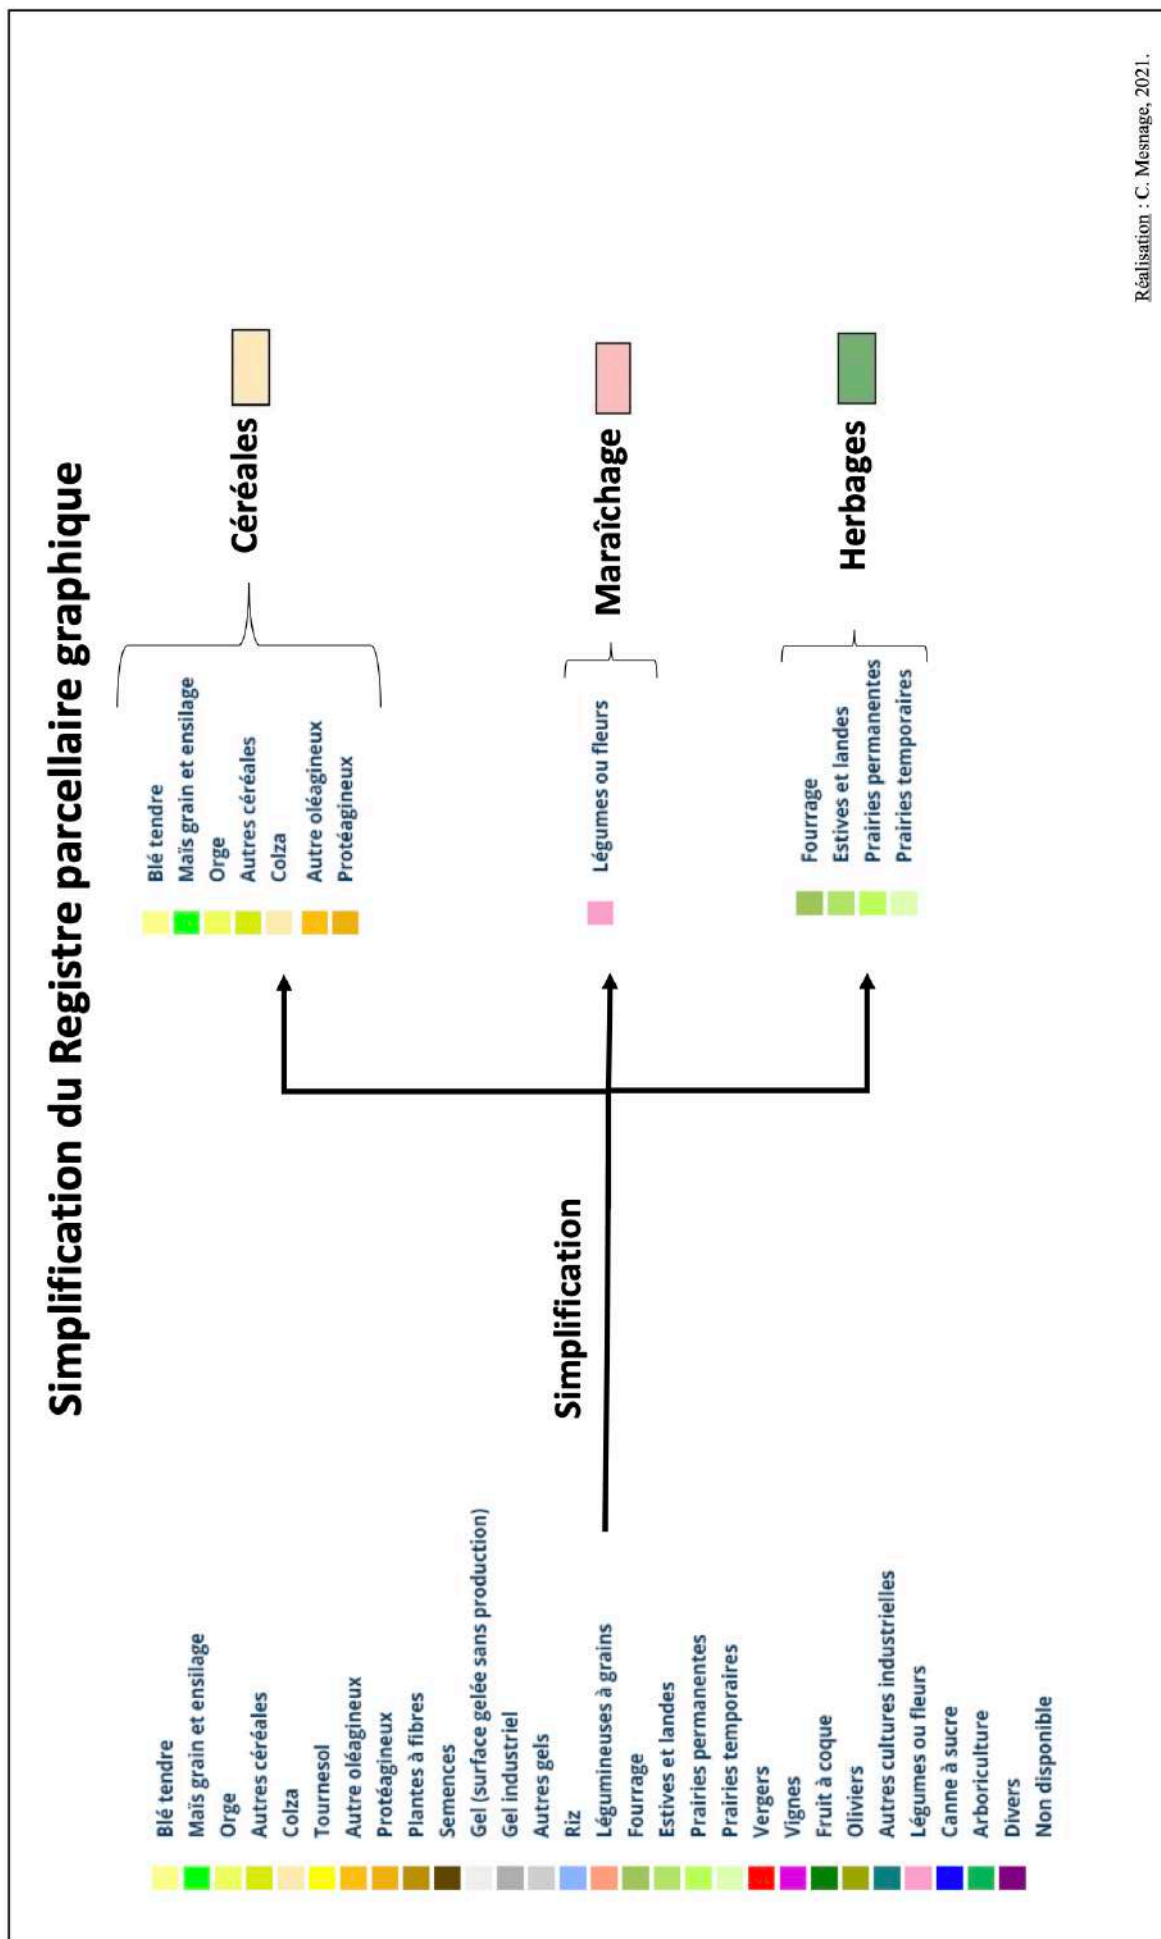 Simplification du Registre parcellaire graphique
Blé tendre
Maïs grain et ensilage
Orge
Autres céréales
Colza
Tournesol
Autre oléagineux
Protéagineux
Plantes à fibres
Semences
Gel (surface gelée sans production)
Gel industriel
Autres gels
Riz
Légumineuses à grains
Fourrage
Estives et landes
Prairies permanentes
Prairies temporaires
Vergers
Vignes
Fruit à coque
Oliviers
Autres cultures industrielles
Légumes ou fleurs
Canne à sucre
Arboriculture
Divers
Non disponible
Simplification
Blé tendre
Maïs grain et ensilage
Orge
Autres céréales
Colza
Autre oléagineux
Protéagineux
Céréales
Légumes ou fleurs
Maraîchage
Fourrage
Estives et landes
Prairies permanentes
Prairies temporaires
Herbages
Réalisation : C. Mesnage, 2021.